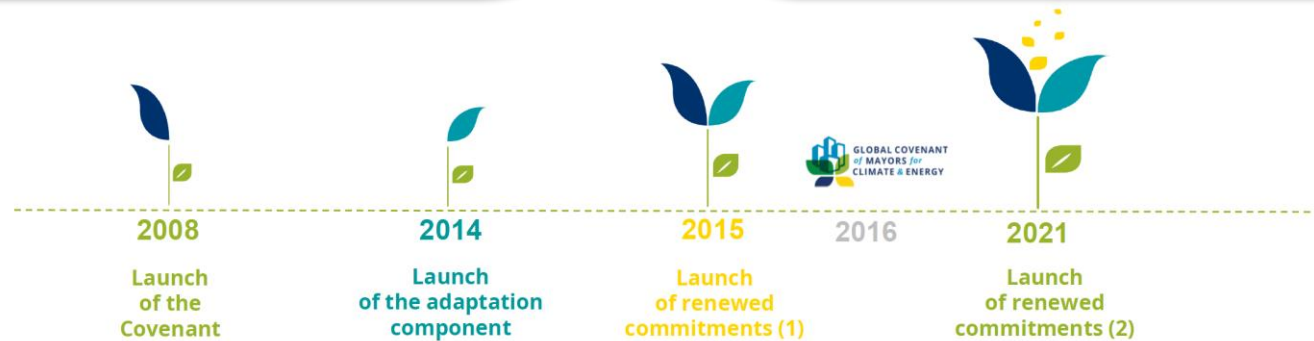 GLOBAL COVENANT
of MAYORS for
CLIMATE & ENERGY
2008
2014
2015
2016
2021
Launch
of the
Covenant
Launch
of the adaptation
component
Launch
of renewed
commitments (1)
Launch
of renewed
commitments (2)